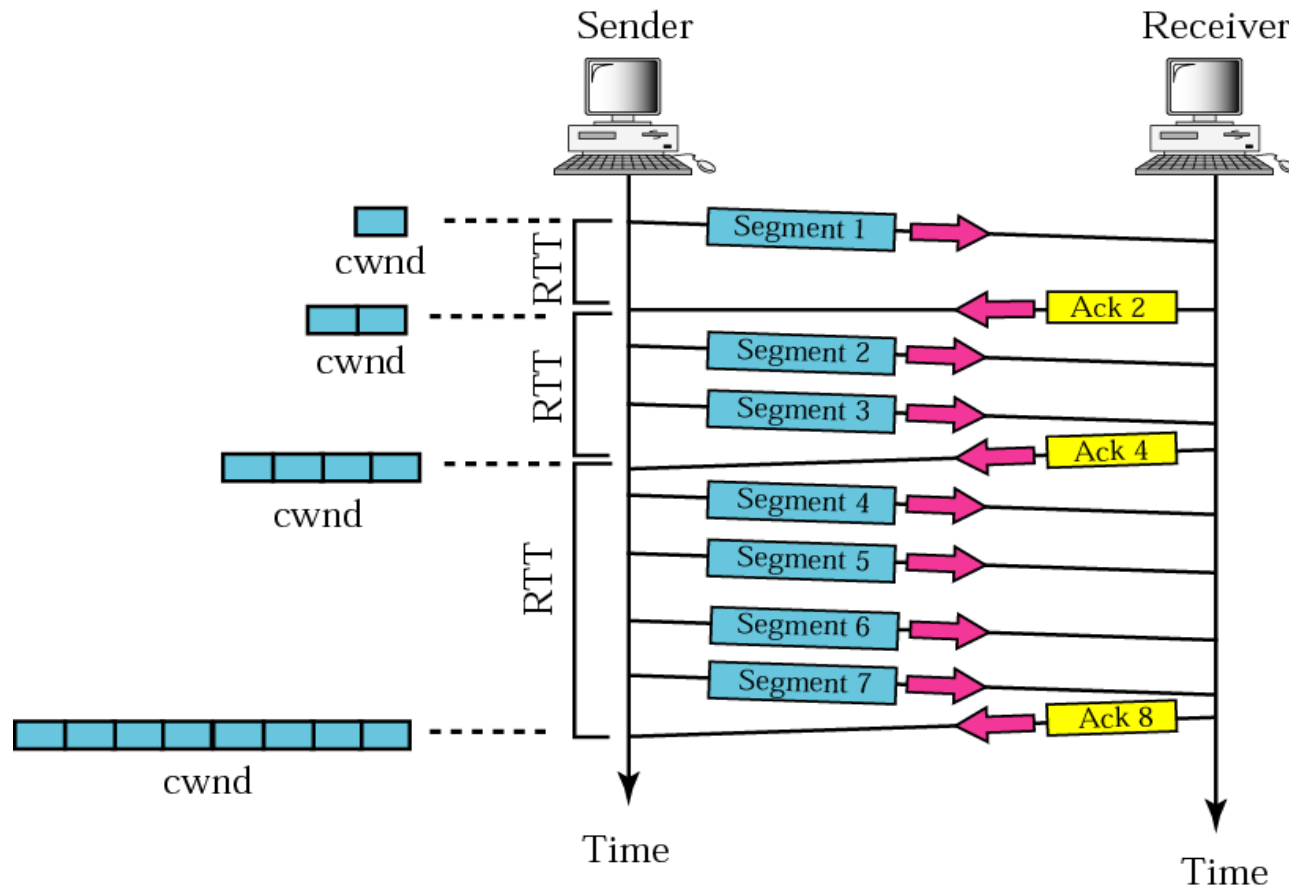 Sender
Receiver
Segment 1
cwnd
RTT
Ack 2
cwnd
RTT
Segment 2
Segment 3
Ack 4
cwnd
RTT
Segment 4
Segment 5
Segment 6
Segment 7
Ack 8
cwnd
Time
Time